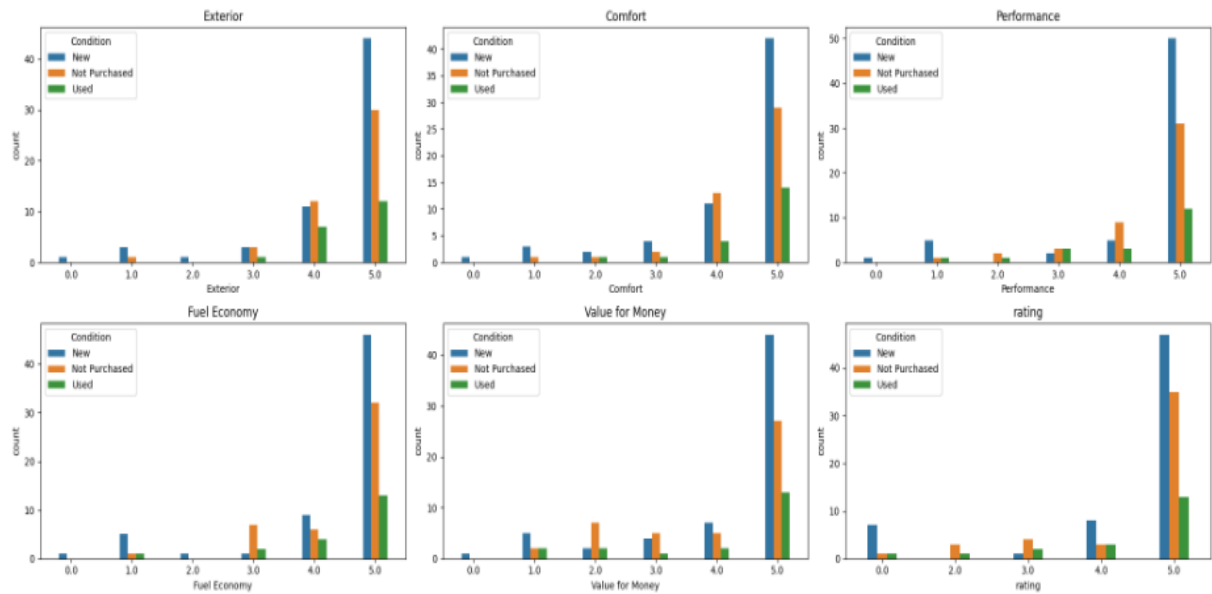 Exterior
Condition
New
Not Purchased
Used
count
40
30
20
10
0
0.0 1.0 2.0 3.0 4.0 5.0
Exterior
Comfort
Condition
New
Not Purchased
Used
count
40
35
30
25
20
15
10
5
0
0.0 1.0 2.0 3.0 4.0 5.0
Comfort
Performance
Condition
New
Not Purchased
Used
count
50
40
30
20
10
0
0.0 1.0 2.0 3.0 4.0 5.0
Performance
Fuel Economy
Condition
New
Not Purchased
Used
count
40
30
20
10
0
0.0 1.0 2.0 3.0 4.0 5.0
Fuel Economy
Value for Money
Condition
New
Not Purchased
Used
count
40
30
20
10
0
0.0 1.0 2.0 3.0 4.0 5.0
Value for Money
rating
Condition
New
Not Purchased
Used
count
40
30
20
10
0
0.0 2.0 3.0 4.0 5.0
rating